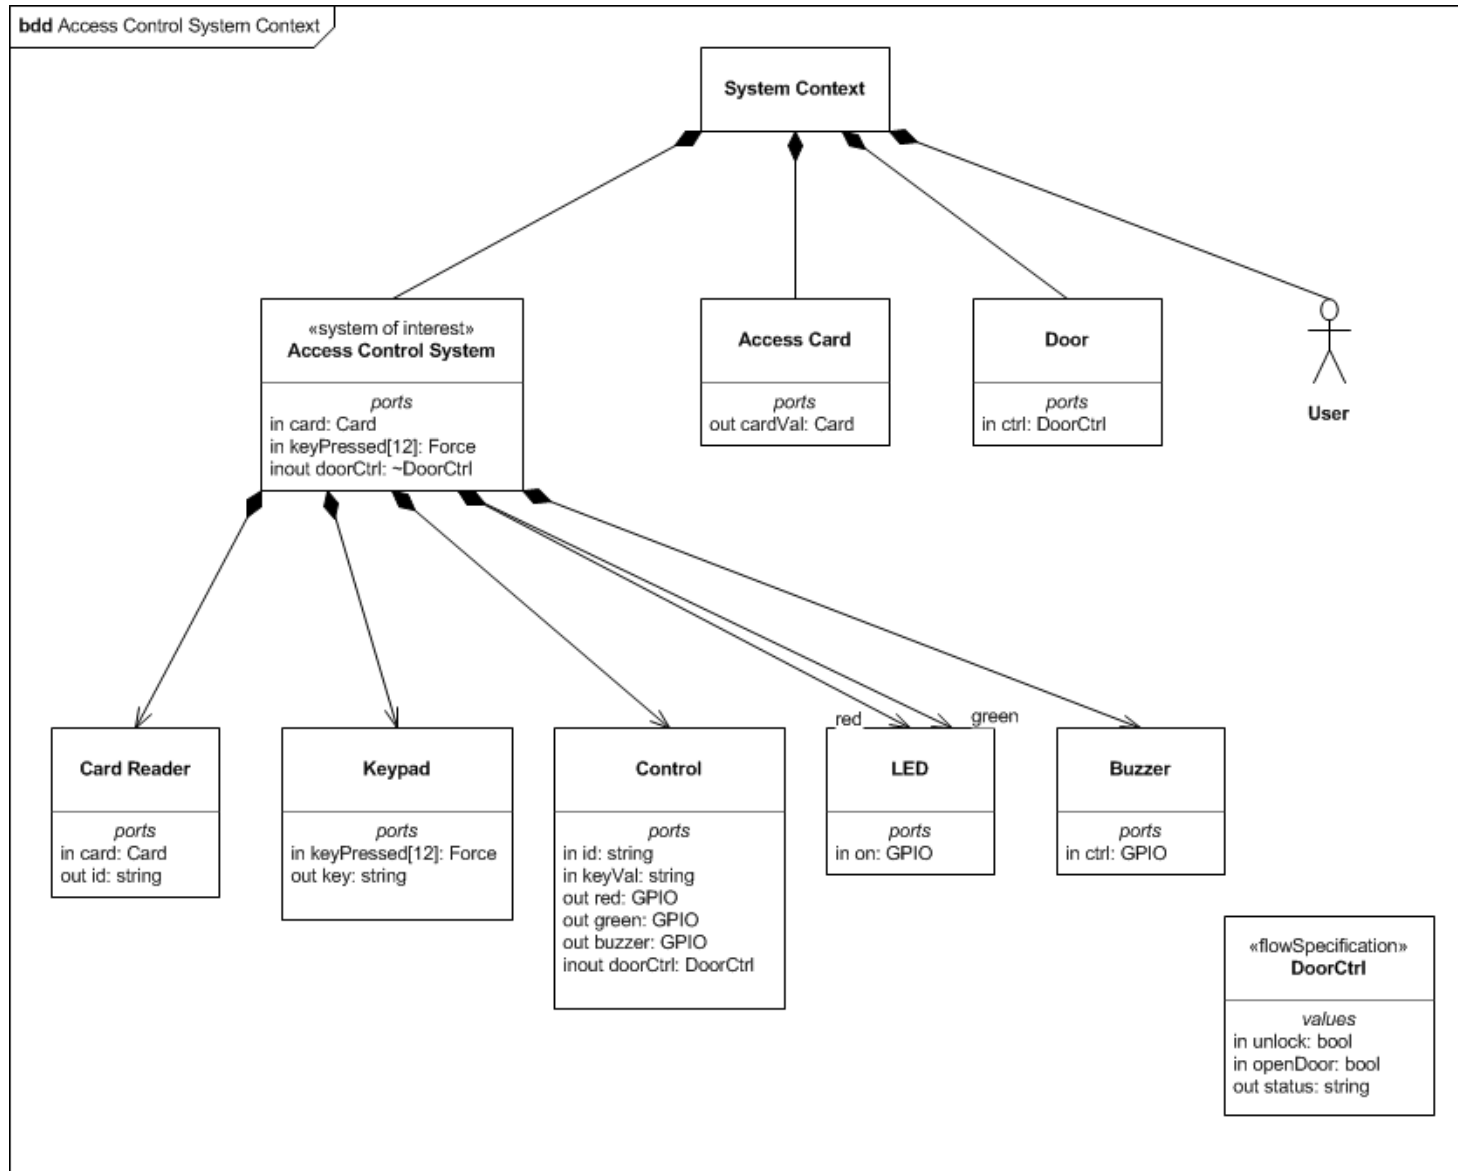 bdd Access Control System Context
System Context
«system of interest»
Access Control System
ports
in card: Card
in keyPressed[12]: Force
inout doorCtrl: ~DoorCtrl
Access Card
ports
out cardVal: Card
Door
ports
in ctrl: DoorCtrl
User
red
green
Card Reader
ports
in card: Card
out id: string
Keypad
ports
in keyPressed[12]: Force
out key: string
Control
ports
in id: string
in keyVal: string
out red: GPIO
out green: GPIO
out buzzer: GPIO
inout doorCtrl: DoorCtrl
LED
ports
in on: GPIO
Buzzer
ports
in ctrl: GPIO
«flowSpecification»
DoorCtrl
values
in unlock: bool
in openDoor: bool
out status: string